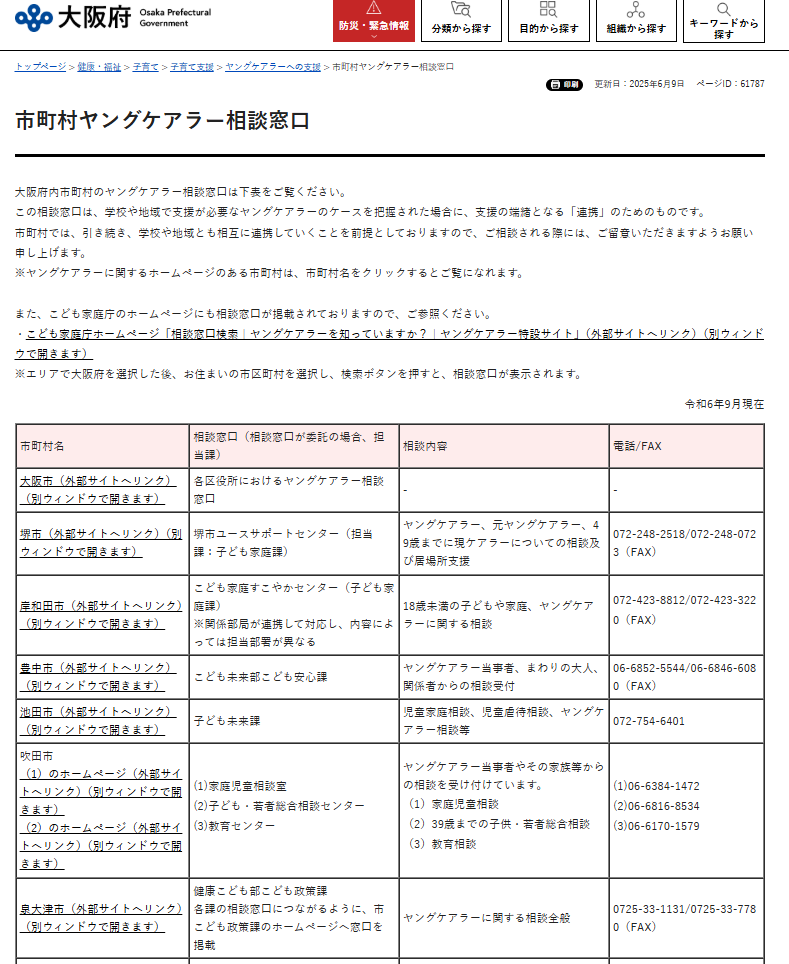 大阪府 Osaka Prefectural
Government
防災・緊急情報
分類から探す
目的から探す
組織から探す
キーワードから
探す
トップページ > 健康・福祉 > 子育て > 子育て支援 > ヤングケアラーへの支援 > 市町村ヤングケアラー相談窓口
印刷 更新日：2025年6月9日 ページID：61787
市町村ヤングケアラー相談窓口
大阪府内市町村のヤングケアラー相談窓口は下表をご覧ください。
この相談窓口は、学校や地域で支援が必要なヤングケアラーのケースを把握された場合に、支援の端緒となる「連携」のためのものです。
市町村では、引き続き、学校や地域とも相互に連携していくことを前提としておりますので、ご相談される際には、ご留意いただきますようお願い
申し上げます。
※ヤングケアラーに関するホームページのある市町村は、市町村名をクリックするとご覧になれます。
また、こども家庭庁のホームページにも相談窓口が掲載されておりますので、ご参照ください。
・こども家庭庁ホームページ「相談窓口検索｜ヤングケアラーを知っていますか？｜ヤングケアラー特設サイト」（外部サイトへリンク）（別ウィンド
ウで開きます）
※エリアで大阪府を選択した後、お住まいの市区町村を選択し、検索ボタンを押すと、相談窓口が表示されます。
令和6年9月現在
市町村名
相談窓口（相談窓口が委託の場合、担
当課）
相談内容
電話/FAX
大阪市（外部サイトへリンク）
（別ウィンドウで開きます）
各区役所におけるヤングケアラー相談
窓口
-
-
堺市（外部サイトへリンク）（別
ウィンドウで開きます）
堺市ユースサポートセンター（担当
課：子ども家庭課）
ヤングケアラー、元ヤングケアラー、4
9歳までに現ケアラーについての相談及
び居場所支援
072-248-2518/072-248-072
3（FAX）
岸和田市（外部サイトへリンク）
（別ウィンドウで開きます）
こども家庭すこやかセンター（子ども家
庭課）
※関係部局が連携して対応し、内容によ
っては担当部署が異なる
18歳未満の子どもや家庭、ヤングケア
ラーに関する相談
072-423-8812/072-423-322
0（FAX）
豊中市（外部サイトへリンク）
（別ウィンドウで開きます）
こども未来部こども安心課
ヤングケアラー当事者、まわりの大人、
関係者からの相談受付
06-6852-5544/06-6846-608
0（FAX）
池田市（外部サイトへリンク）
（別ウィンドウで開きます）
子ども未来課
児童家庭相談、児童虐待相談、ヤングケ
アラー相談等
072-754-6401
吹田市
（1）のホームページ（外部サイ
トへリンク）（別ウィンドウで開
きます）
（2）のホームページ（外部サイ
トへリンク）（別ウィンドウで開
きます）
(1)家庭児童相談室
(2)子ども・若者総合相談センター
(3)教育センター
ヤングケアラー当事者やその家族等から
の相談を受け付けています。
（1）家庭児童相談
（2）39歳までの子供・若者総合相談
（3）教育相談
(1)06-6384-1472
(2)06-6816-8534
(3)06-6170-1579
泉大津市（外部サイトへリンク）
（別ウィンドウで開きます）
健康こども部こども政策課
各課の相談窓口につながるように、市
こども政策課のホームページへ窓口を
掲載
ヤングケアラーに関する相談全般
0725-33-1131/0725-33-778
0（FAX）